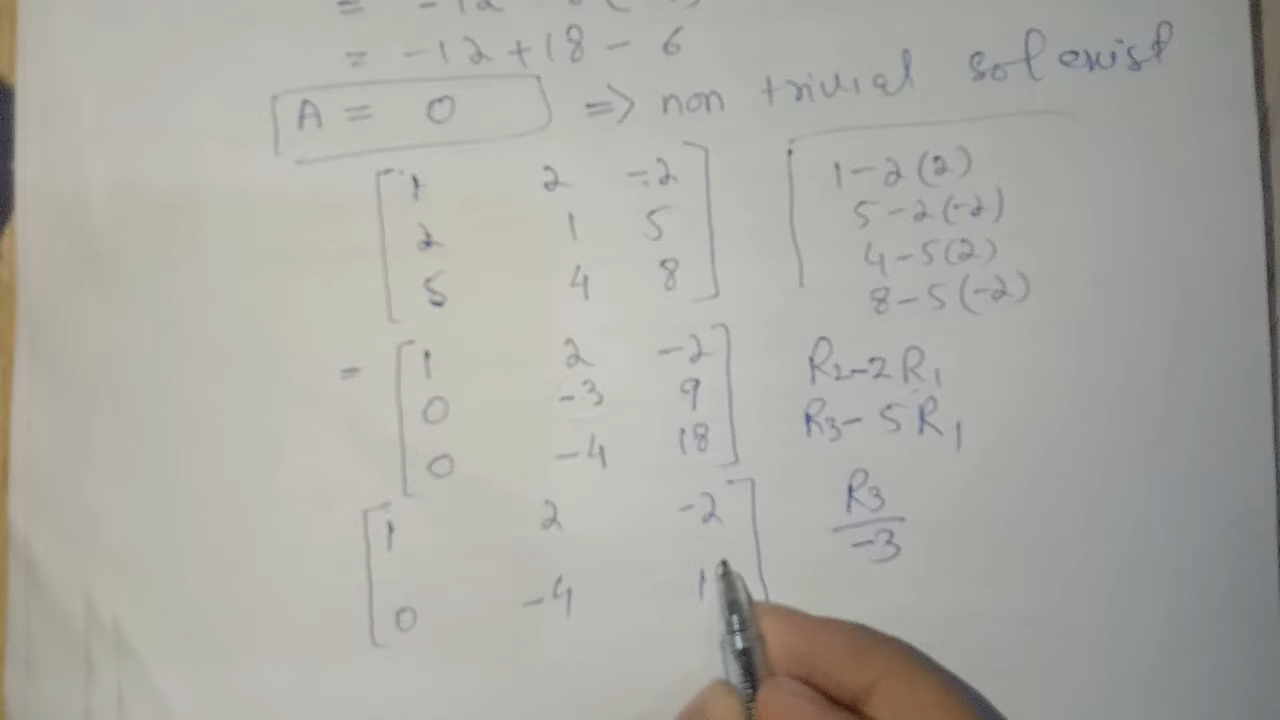 = -12
= -12+18-6
A = 0 => non trivial sol exist
1 2 -2
2 1 5
5 4 8
1-2(2)
5-2(-2)
4-5(2)
8-5(-2)
= 1 2 -2
0 -3 9
0 -4 18
R2-2R1
R3-5R1
1 2 -2
0 -4 1
R3
-3